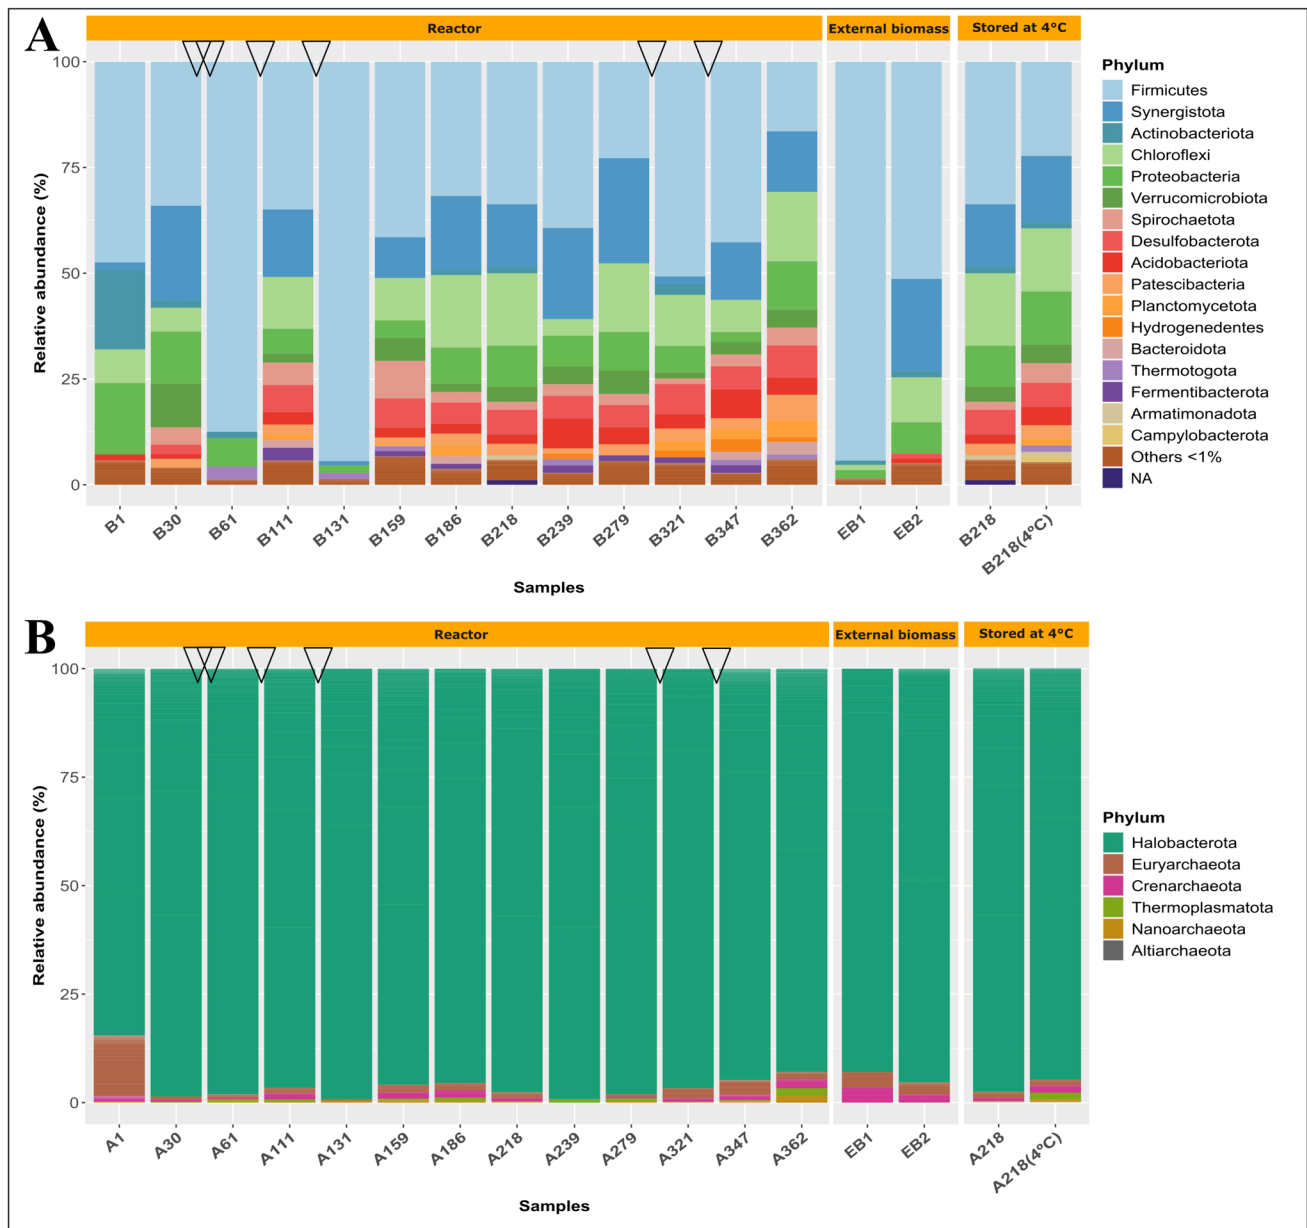 A
Reactor
External biomass
Stored at 4°C
Relative abundance (%)
100
75
50
25
0
B1
B30
B61
B111
B131
B159
B186
B218
B239
B279
B321
B347
B362
EB1
EB2
B218
B218(4°C)
Samples
Phylum
Firmicutes
Synergistota
Actinobacteriota
Chloroflexi
Proteobacteria
Verrucomicrobiota
Spirochaetota
Desulfobacterota
Acidobacteriota
Patescibacteria
Planctomycetota
Hydrogenedentes
Bacteroidota
Thermotogota
Fermentibacterota
Armatimonadota
Campylobacterota
Others <1%
NA
B
Reactor
External biomass
Stored at 4°C
Relative abundance (%)
100
75
50
25
0
A1
A30
A61
A111
A131
A159
A186
A218
A239
A279
A321
A347
A362
EB1
EB2
A218
A218(4°C)
Samples
Phylum
Halobacterota
Euryarchaeota
Crenarchaeota
Thermoplasmatota
Nanoarchaeota
Altiarchaeota